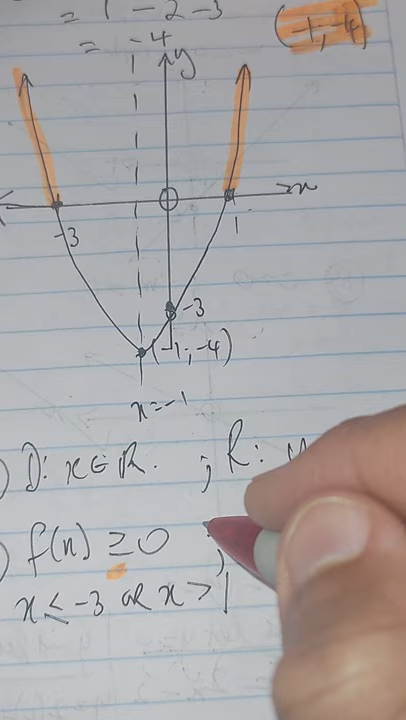 = 1 - 2 - 3
= -4
(-1; -4)
y
x
-3
1
-3
(-1; -4)
x = -1
) D: x ∈ R. ; R:
) f(x) ≥ 0
x ≤ -3 OR x > 1